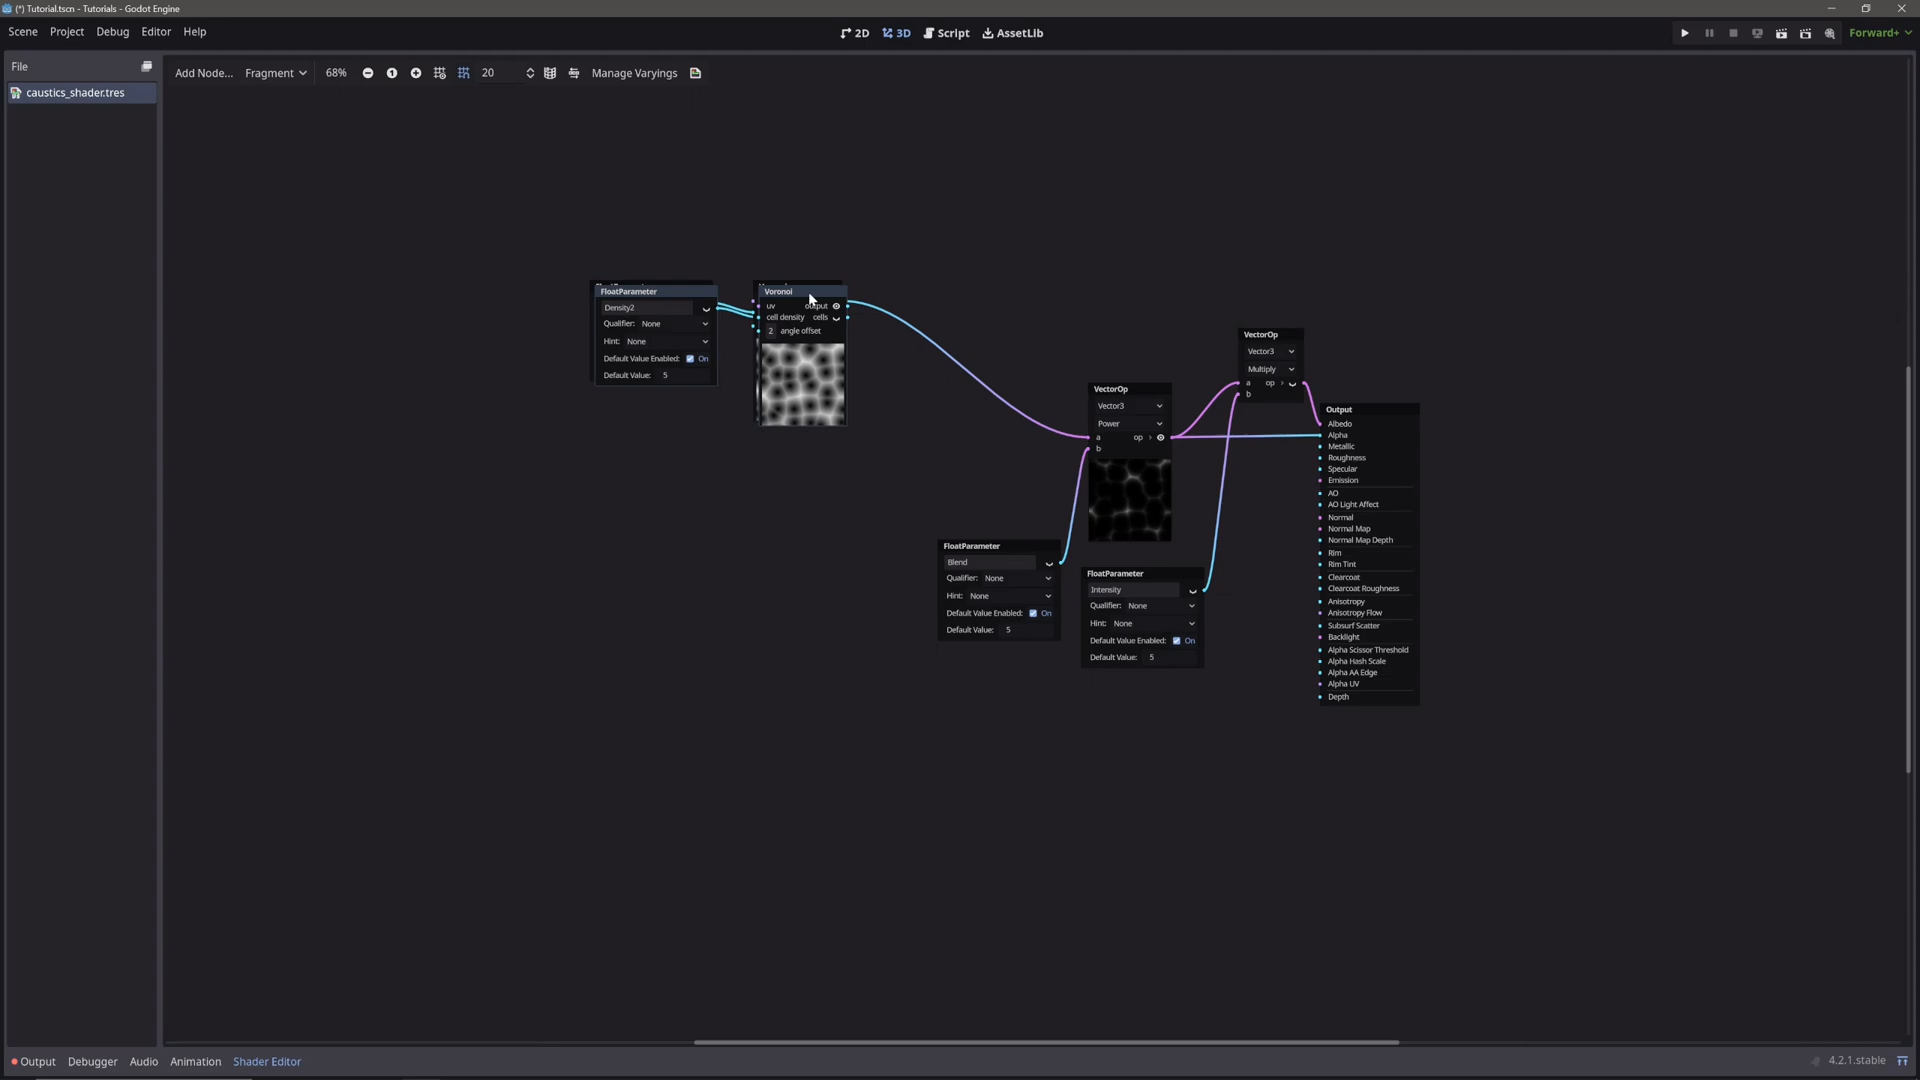 (*) Tutorial.tscn - Tutorials - Godot Engine
Scene Project Debug Editor Help
2D 3D Script AssetLib
Forward+
File
caustics_shader.tres
Add Node... Fragment 68% 20 Manage Varyings
FloatParameter
Density2
Qualifier: None
Hint: None
Default Value Enabled: On
Default Value: 5
Voronoi
uv output
cell density cells
2 angle offset
VectorOp
Vector3
Power
a op
b
VectorOp
Vector3
Multiply
a op
b
FloatParameter
Blend
Qualifier: None
Hint: None
Default Value Enabled: On
Default Value: 5
FloatParameter
Intensity
Qualifier: None
Hint: None
Default Value Enabled: On
Default Value: 5
Output
Albedo
Alpha
Metallic
Roughness
Specular
Emission
AO
AO Light Affect
Normal
Normal Map
Normal Map Depth
Rim
Rim Tint
Clearcoat
Clearcoat Roughness
Anisotropy
Anisotropy Flow
Subsurf Scatter
Backlight
Alpha Scissor Threshold
Alpha Hash Scale
Alpha AA Edge
Alpha UV
Depth
Output Debugger Audio Animation Shader Editor
4.2.1.stable